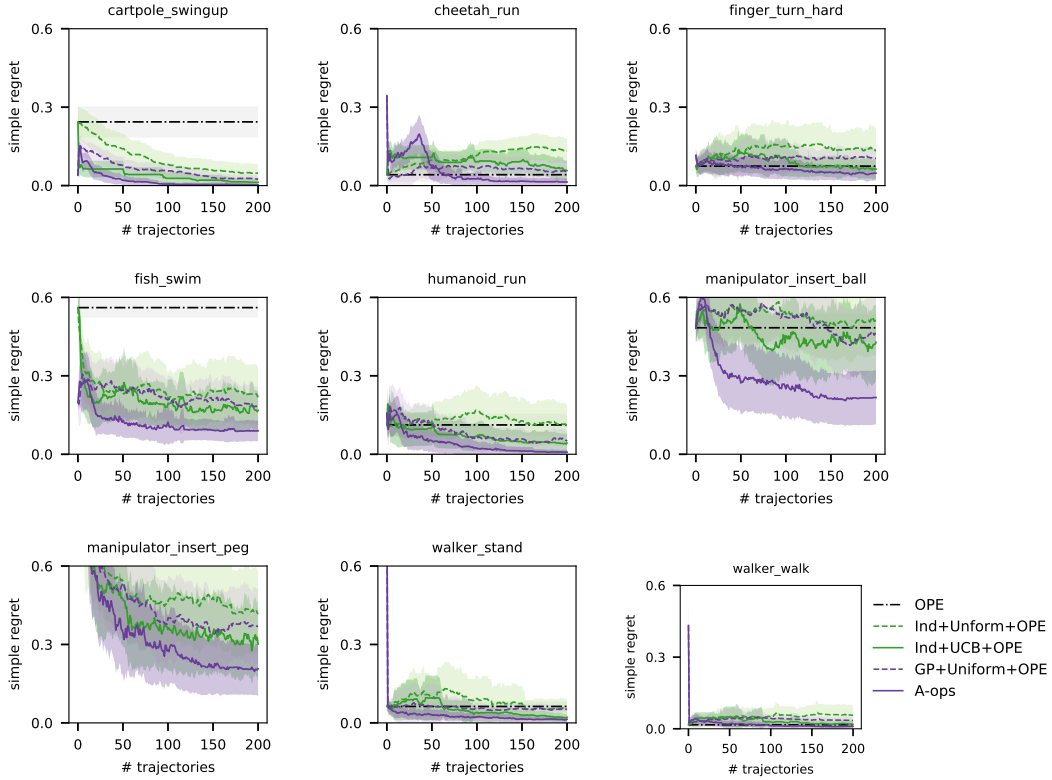 cartpole_swingup
cheetah_run
finger_turn_hard
0.6
0.3
0.0
simple regret
0 50 100 150 200
# trajectories
0.6
0.3
0.0
simple regret
0 50 100 150 200
# trajectories
0.6
0.3
0.0
simple regret
0 50 100 150 200
# trajectories
fish_swim
humanoid_run
manipulator_insert_ball
0.6
0.3
0.0
simple regret
0 50 100 150 200
# trajectories
0.6
0.3
0.0
simple regret
0 50 100 150 200
# trajectories
0.6
0.3
0.0
simple regret
0 50 100 150 200
# trajectories
manipulator_insert_peg
walker_stand
walker_walk
0.6
0.3
0.0
simple regret
0 50 100 150 200
# trajectories
0.6
0.3
0.0
simple regret
0 50 100 150 200
# trajectories
0.6
0.3
0.0
simple regret
0 50 100 150 200
# trajectories
OPE
Ind+Unform+OPE
Ind+UCB+OPE
GP+Uniform+OPE
A-ops